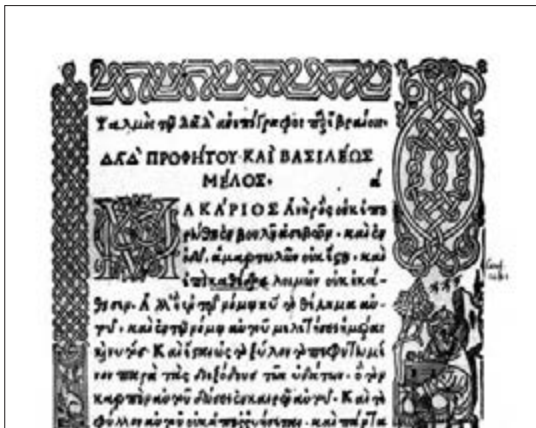 Ψαλμὸς τῷ Δαδ ἀνεπίγραφος παρ' ἑβραίοις.
ΔΑΔ ΠΡΟΦΗΤΟΥ ΚΑΙ ΒΑΣΙΛΕΩΣ
ΜΕΛΟΣ. α
ΜΑΚΑΡΙΟΣ Ἀνὴρ ὃς οὐκ ἐπο
ρεύθη ἐν βουλῇ ἀσεβῶν· καὶ ἐν
ὁδῷ ἁμαρτωλῶν οὐκ ἔστη· καὶ
ἐπὶ καθέδρα λοιμῶν οὐκ ἐκά-
θισεν. Ἀλλ' ἢ ἐν τῷ νόμῳ κυ τὸ θέλημα αὐ-
τοῦ· καὶ ἐν τῷ νόμῳ αὐτοῦ μελετήσει ἡμέρας
καὶ νυκτός. Καὶ ἔσται ὡς τὸ ξύλον τὸ πεφυτευμέ
νον παρὰ τὰς διεξόδους τῶν ὑδάτων· ὃ τὸν
καρπὸν αὐτοῦ δώσει ἐν καιρῷ αὐτοῦ. Καὶ τὸ
φύλλον αὐτοῦ οὐκ ἀπορρυήσεται· καὶ πάντα